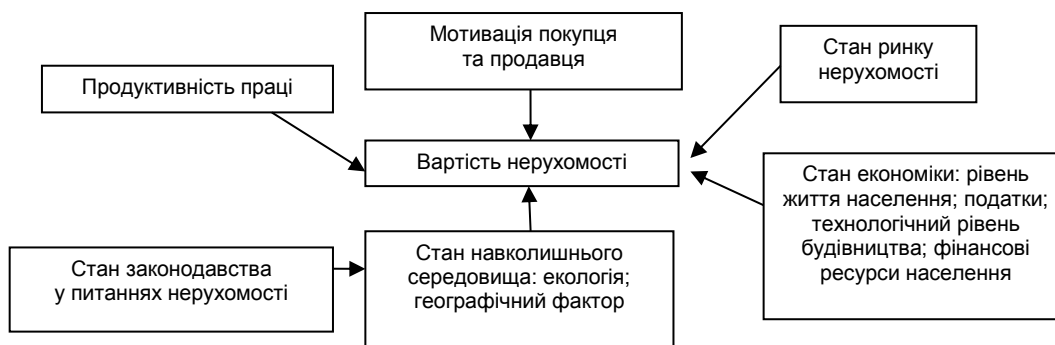 Мотивація покупця
та продавця
Стан ринку
нерухомості
Продуктивність праці
Вартість нерухомості
Стан економіки: рівень
життя населення; податки;
технологічний рівень
будівництва; фінансові
ресурси населення
Стан законодавства
у питаннях нерухомості
Стан навколишнього
середовища: екологія;
географічний фактор